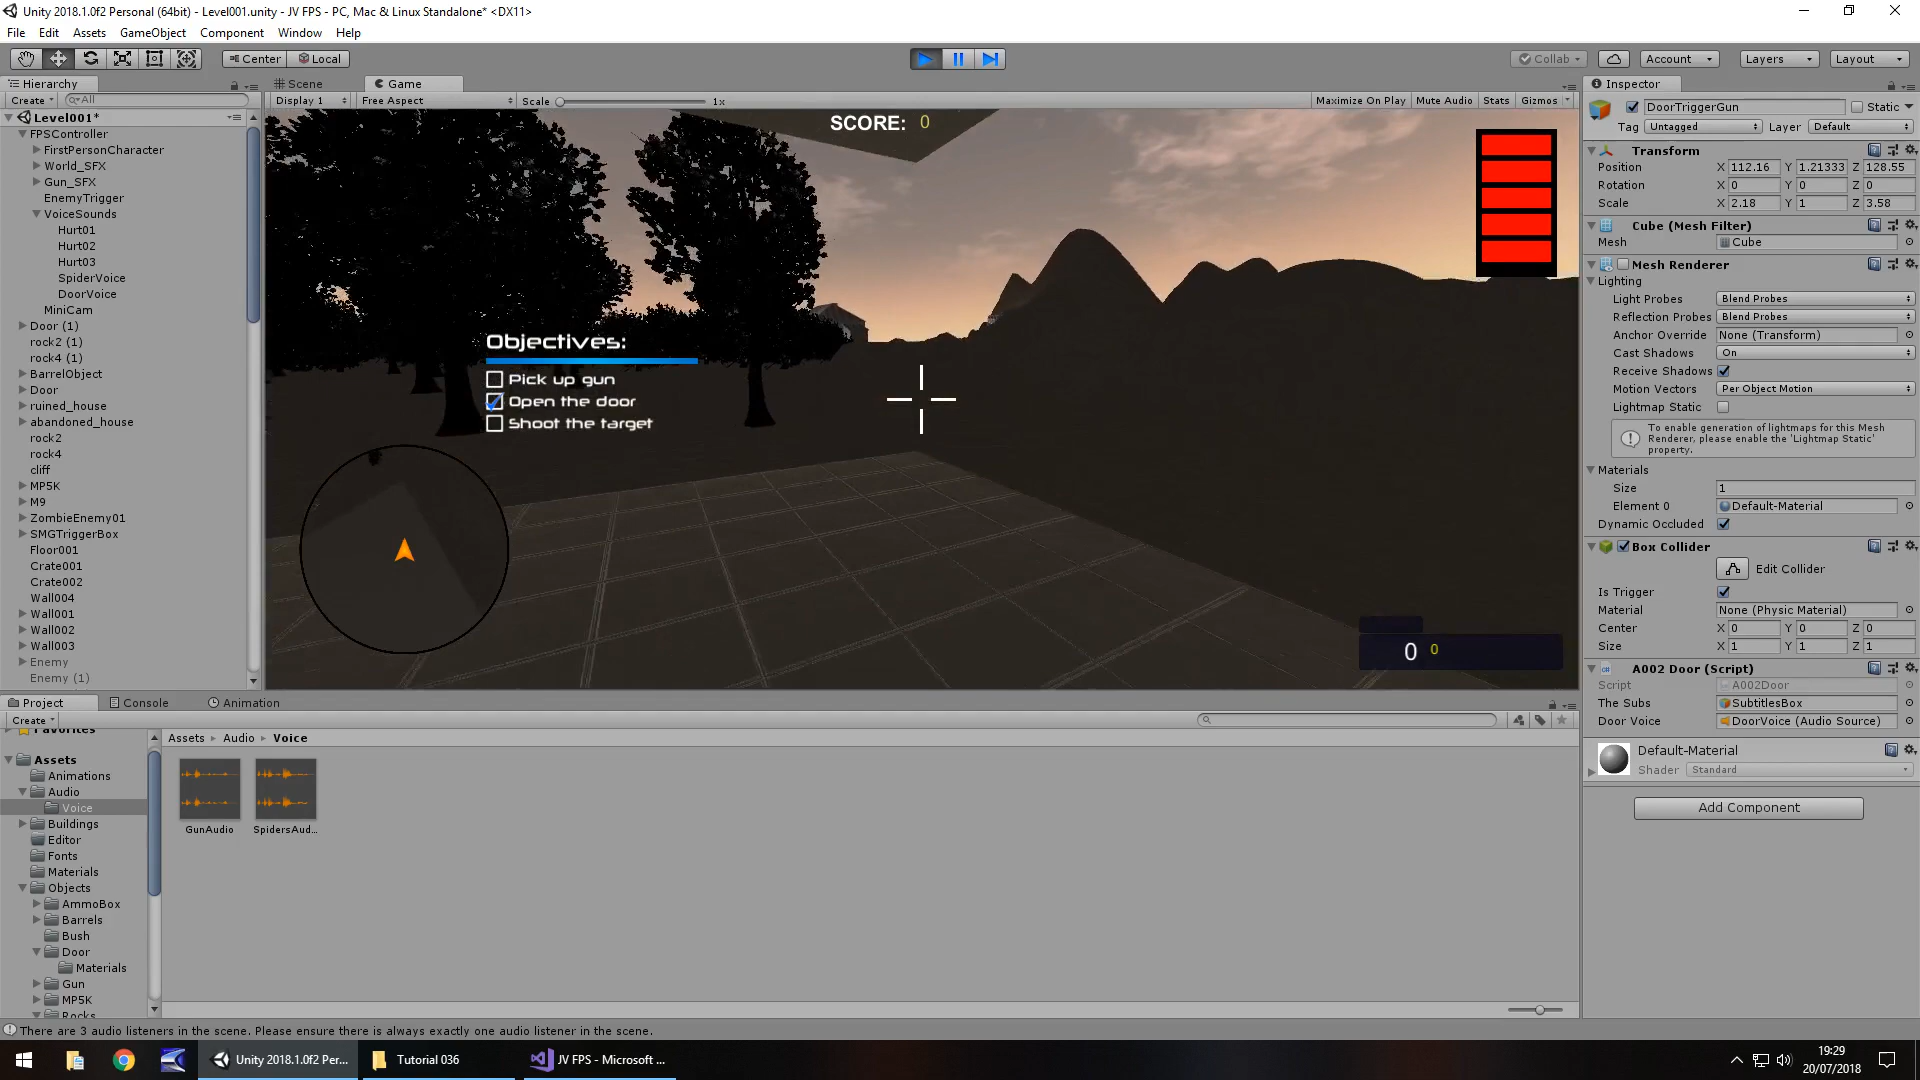 Unity 2018.1.0f2 Personal (64bit) - Level001.unity - JV FPS - PC, Mac & Linux Standalone* <DX11>
File Edit Assets GameObject Component Window Help
Center Local
Collab Account Layers Layout
Hierarchy
Scene Game
Inspector
Create All
Display 1 Free Aspect Scale 1x
Maximize On Play Mute Audio Stats Gizmos
DoorTriggerGun Static
Tag Untagged Layer Default
Level001*
FPSController
FirstPersonCharacter
World_SFX
Gun_SFX
EnemyTrigger
VoiceSounds
Hurt01
Hurt02
Hurt03
SpiderVoice
DoorVoice
MiniCam
Door (1)
rock2 (1)
rock4 (1)
BarrelObject
Door
ruined_house
abandoned_house
rock2
rock4
cliff
MP5K
M9
ZombieEnemy01
SMGTriggerBox
Floor001
Crate001
Crate002
Wall004
Wall001
Wall002
Wall003
Enemy
Enemy (1)
SCORE: 0
Objectives:
Pick up gun
Open the door
Shoot the target
0 0
Transform
Position X 112.16 Y 1.21333 Z 128.55
Rotation X 0 Y 0 Z 0
Scale X 2.18 Y 1 Z 3.58
Cube (Mesh Filter)
Mesh Cube
Mesh Renderer
Lighting
Light Probes Blend Probes
Reflection Probes Blend Probes
Anchor Override None (Transform)
Cast Shadows On
Receive Shadows
Motion Vectors Per Object Motion
Lightmap Static
To enable generation of lightmaps for this Mesh
Renderer, please enable the 'Lightmap Static'
property.
Materials
Size 1
Element 0 Default-Material
Dynamic Occluded
Box Collider
Edit Collider
Is Trigger
Material None (Physic Material)
Center X 0 Y 0 Z 0
Size X 1 Y 1 Z 1
A002 Door (Script)
Script A002Door
The Subs SubtitlesBox
Door Voice DoorVoice (Audio Source)
Default-Material
Shader Standard
Add Component
Project Console Animation
Create
Favorites
Assets
Animations
Audio
Voice
Buildings
Editor
Fonts
Materials
Objects
AmmoBox
Barrels
Bush
Door
Materials
Gun
MP5K
Rocks
Assets Audio Voice
GunAudio SpidersAud...
There are 3 audio listeners in the scene. Please ensure there is always exactly one audio listener in the scene.
Unity 2018.1.0f2 Per... Tutorial 036 JV FPS - Microsoft ...
19:29
20/07/2018